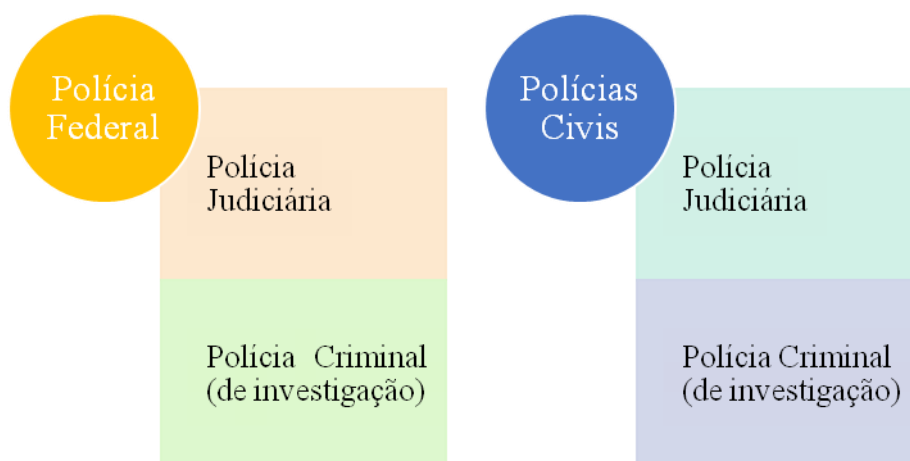 Polícia
Federal
Polícia
Judiciária
Polícia Criminal
(de investigação)
Polícias
Civis
Polícia
Judiciária
Polícia Criminal
(de investigação)